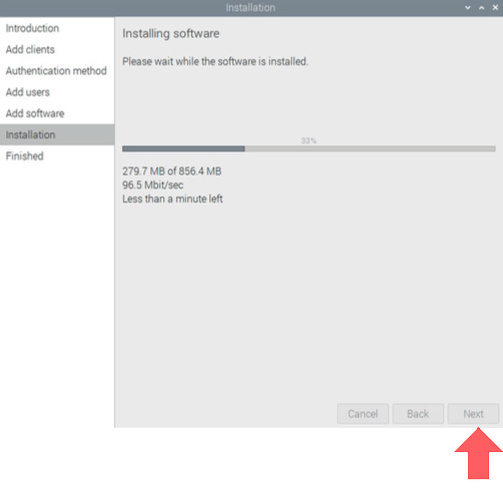 Installation
Introduction
Add clients
Authentication method
Add users
Add software
Installation
Finished
Installing software
Please wait while the software is installed.
33%
279.7 MB of 856.4 MB
96.5 Mbit/sec
Less than a minute left
Cancel
Back
Next